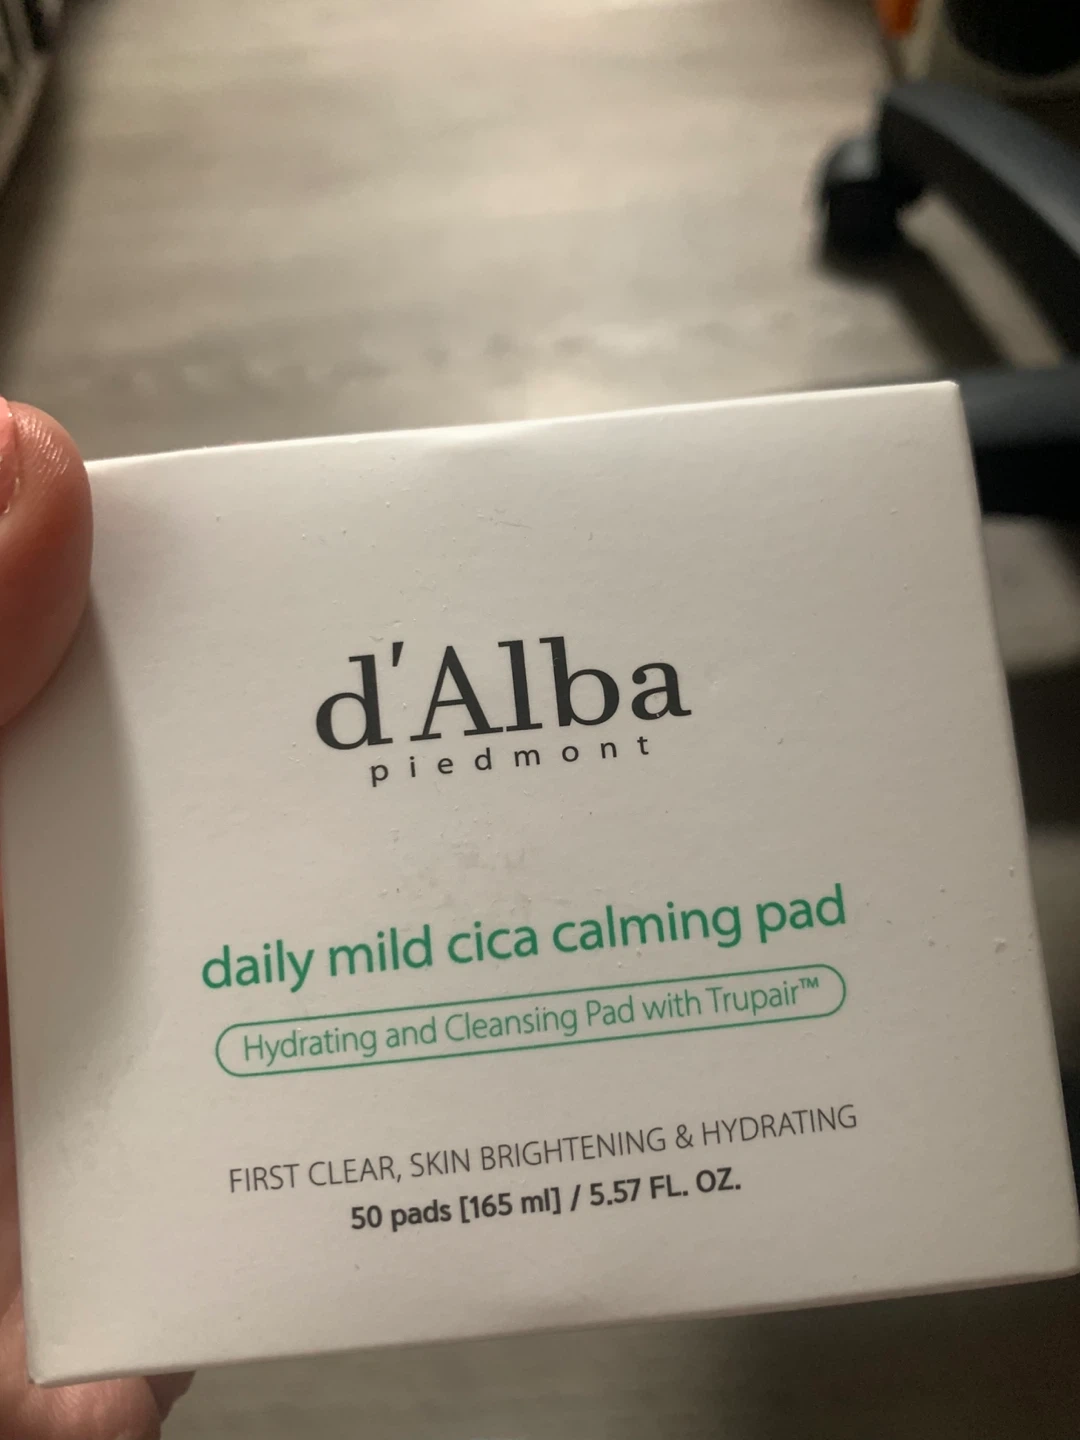 d'Alba
piedmont
daily mild cica calming pad
Hydrating and Cleansing Pad with Trupair™
FIRST CLEAR, SKIN BRIGHTENING & HYDRATING
50 pads [165 ml] / 5.57 FL. OZ.